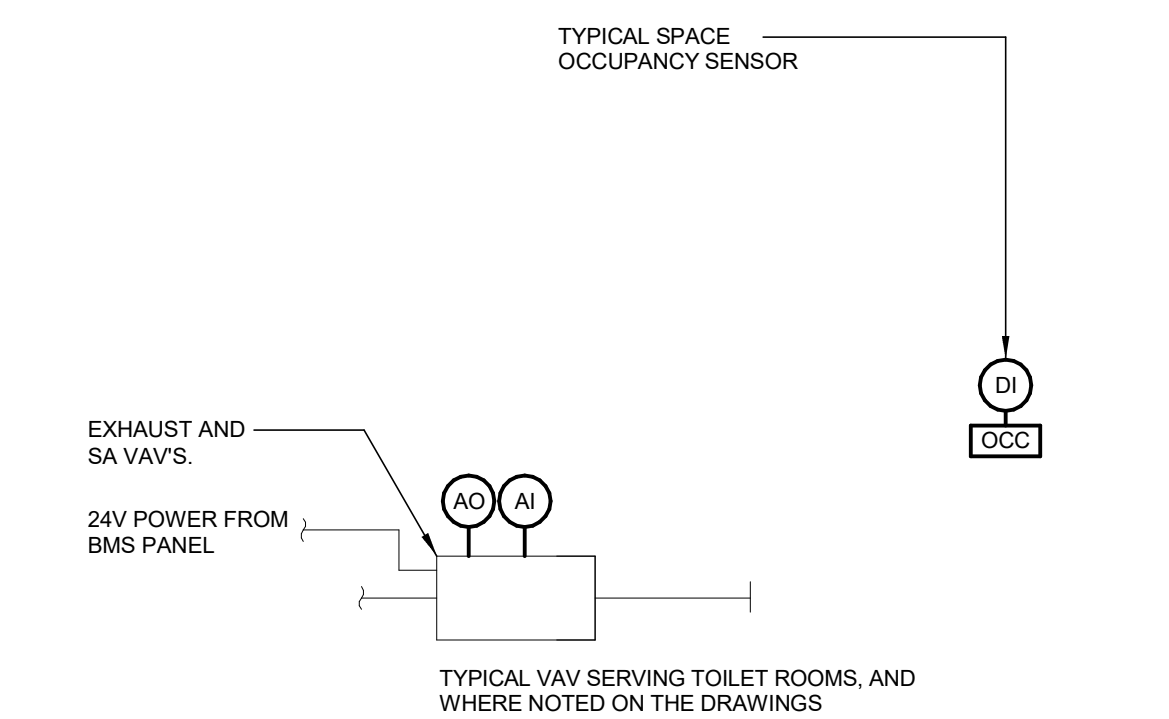 TYPICAL SPACE
OCCUPANCY SENSOR
DI
OCC
EXHAUST AND
SA VAV'S.
AO AI
24V POWER FROM
BMS PANEL
TYPICAL VAV SERVING TOILET ROOMS, AND
WHERE NOTED ON THE DRAWINGS